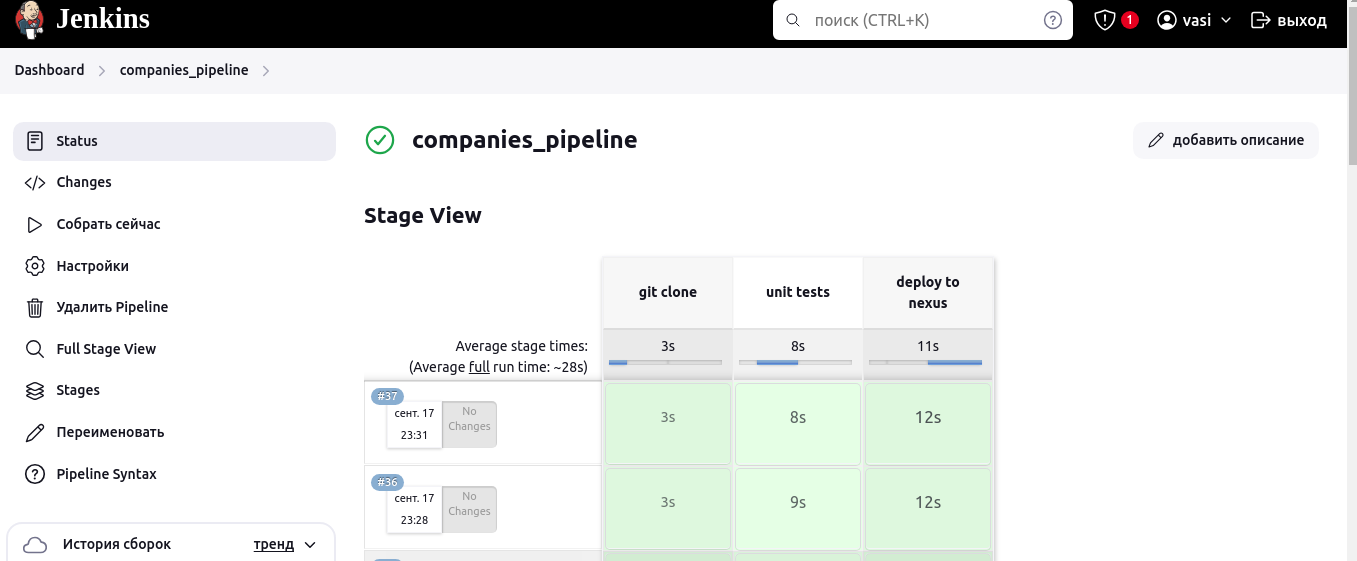 Jenkins
поиск (CTRL+K)
1
vasi
выход
Dashboard
companies_pipeline
Status
Changes
Собрать сейчас
Настройки
Удалить Pipeline
Full Stage View
Stages
Переименовать
Pipeline Syntax
История сборок
тренд
companies_pipeline
добавить описание
Stage View
git clone
unit tests
deploy to
nexus
Average stage times:
(Average full run time: ~28s)
3s
8s
11s
#37
сент. 17
23:31
No
Changes
3s
8s
12s
#36
сент. 17
23:28
No
Changes
3s
9s
12s